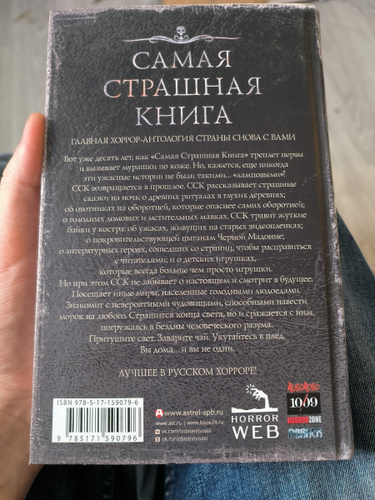 САМАЯ
СТРАШНАЯ
КНИГА
ГЛАВНАЯ ХОРРОР-АНТОЛОГИЯ СТРАНЫ СНОВА С ВАМИ
Вот уже десять лет, как «Самая Страшная Книга» треплет нервы
и вызывает мурашки по коже. Но, кажется, еще никогда
эти ужасные истории не были такими... «ламповыми»!
ССК возвращается в прошлое. ССК рассказывает страшные
сказки на ночь о древних ритуалах в глухих деревнях;
об охотниках на оборотней, которые опаснее самих оборотней;
о голодных домовых и мстительных мавках. ССК травит жуткие
байки у костра об ужасах, живущих на старых видеопленках;
о покровительствующей цыганам Черной Мадонне;
о литературных героях, сошедших со страниц, чтобы расправиться
с читателями; и о детских игрушках,
которые всегда больше чем просто игрушки.
Но при этом ССК не забывает о настоящем и смотрит в будущее.
Посещает иные миры, населенные голодными людоедами.
Знакомит с невероятными чудовищами, способными навести
морок на любого. Страшится конца света, но и сражается с ним,
погружаясь в бездны человеческого разума.
Притушите свет. Заварите чай. Укутайтесь в плед.
Вы дома... и вы не одни.
ЛУЧШЕЕ В РУССКОМ ХОРРОРЕ!
ISBN 978-5-17-159079-6
9 785171 590796
www.astrel-spb.ru
www.ast.ru | www.book24.ru
HORROR
WEB